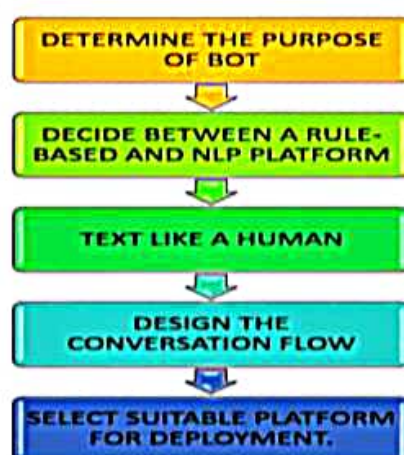 DETERMINE THE PURPOSE
OF BOT
DECIDE BETWEEN A RULE-
BASED AND NLP PLATFORM
TEXT LIKE A HUMAN
DESIGN THE
CONVERSATION FLOW
SELECT SUITABLE PLATFORM
FOR DEPLOYMENT.